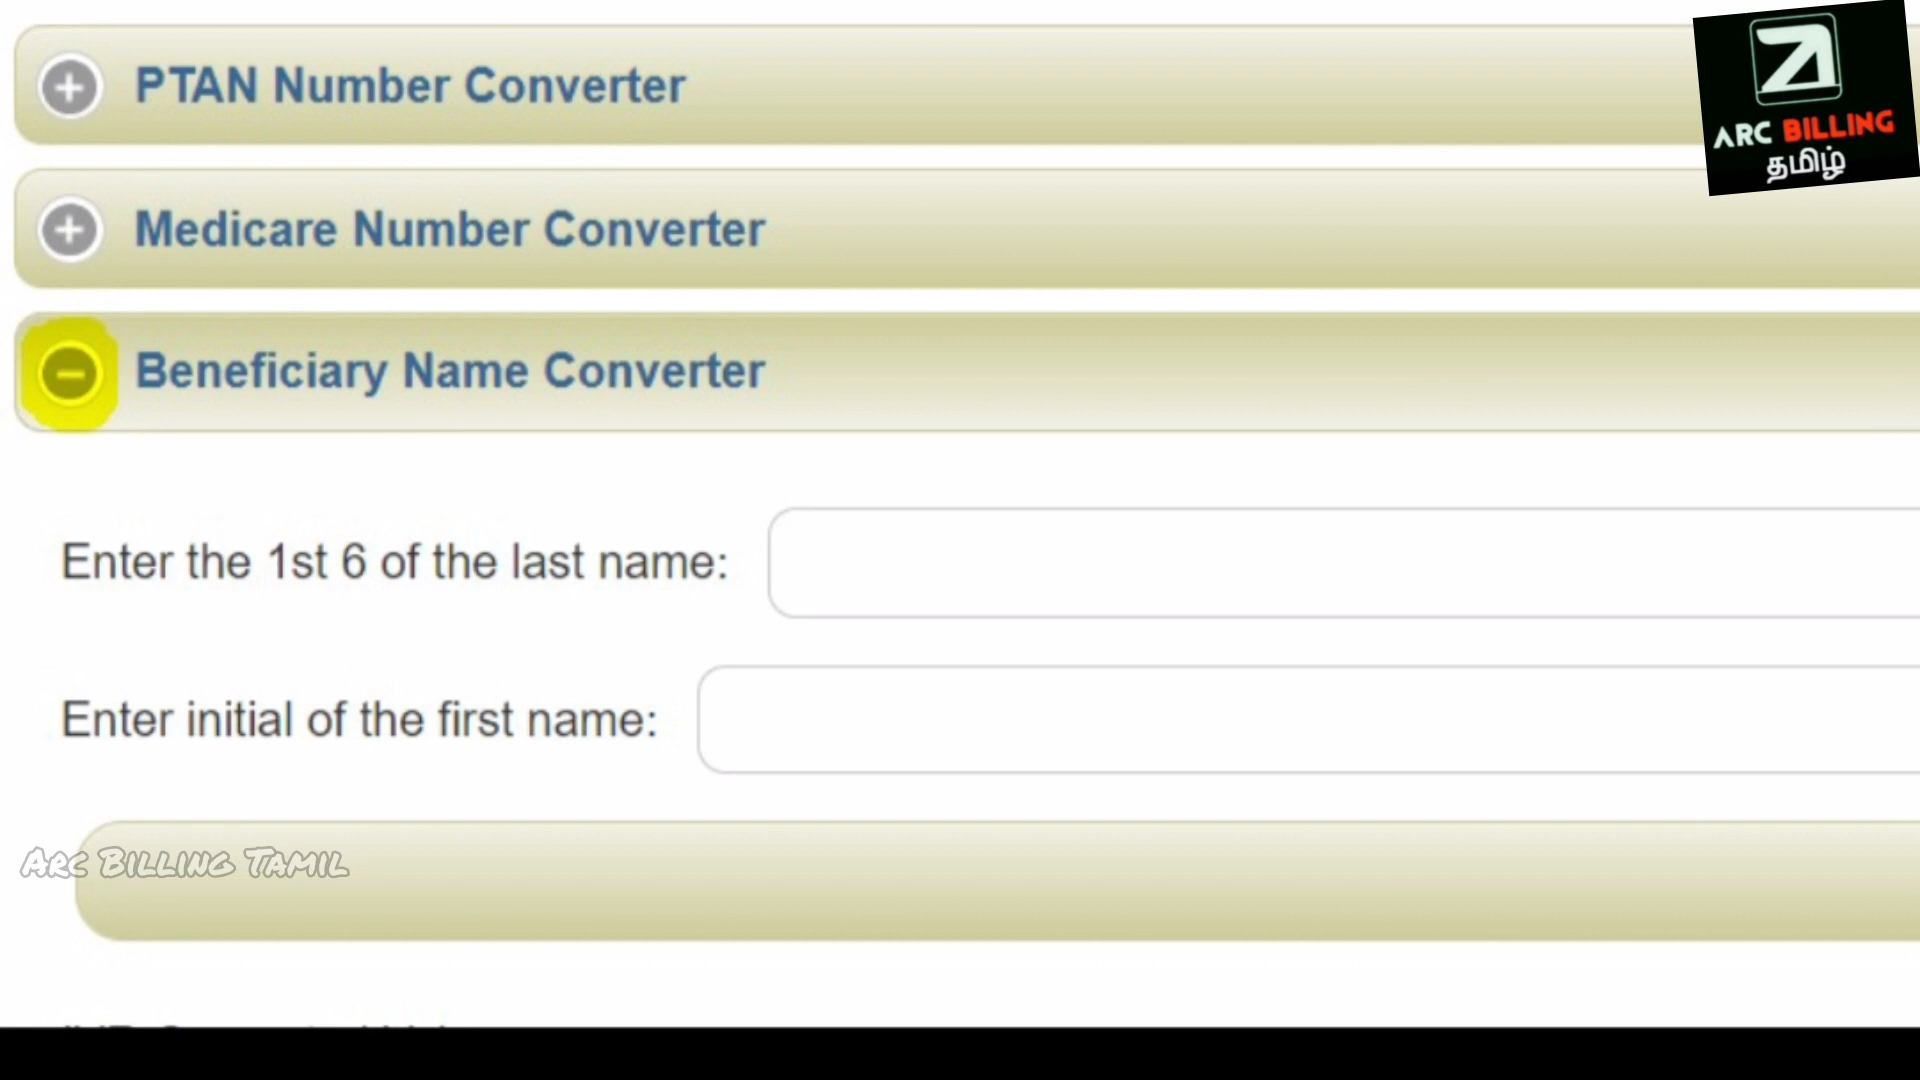 PTAN Number Converter
ARC BILLING
தமிழ்
Medicare Number Converter
Beneficiary Name Converter
Enter the 1st 6 of the last name:
Enter initial of the first name:
Arc Billing Tamil